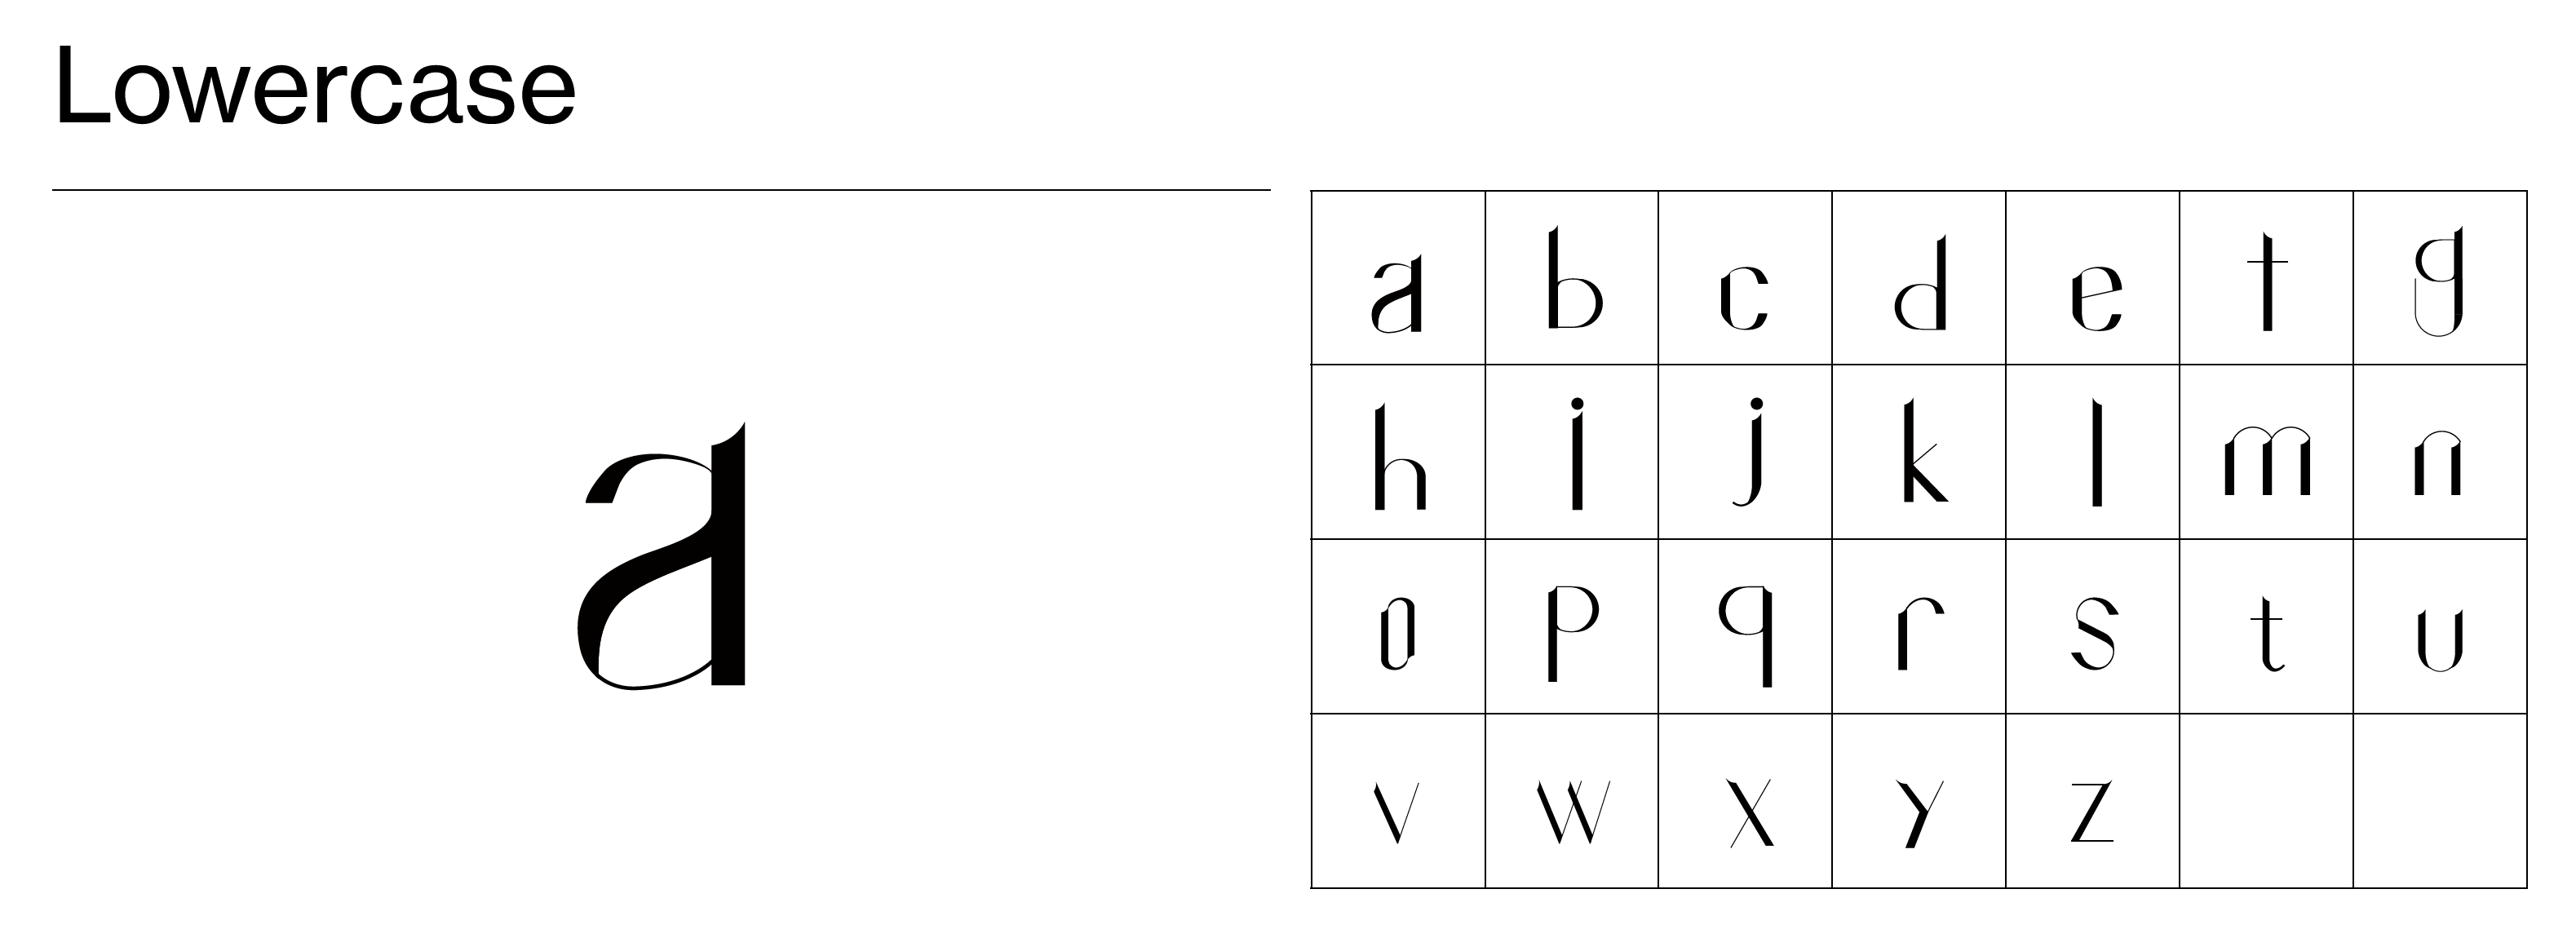 Lowercase
a
a b c d e t g
h i j k l m n
o p q r s t u
v w x y z